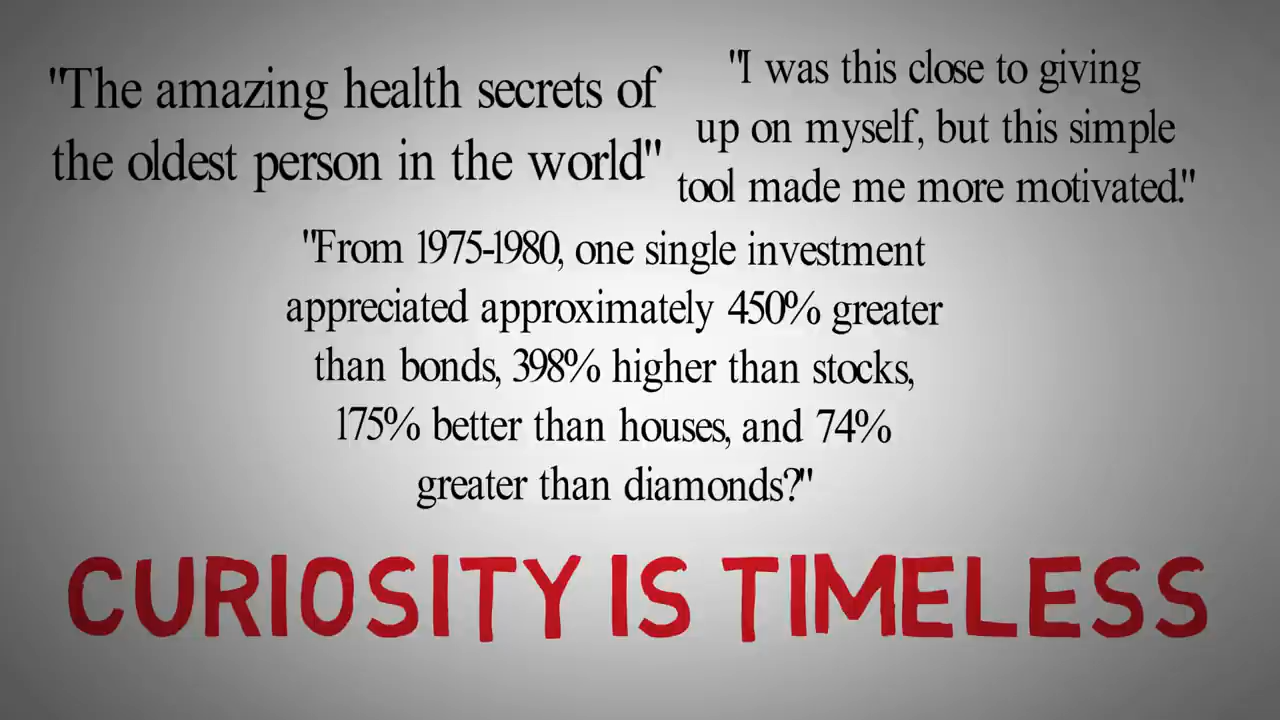 "The amazing health secrets of
the oldest person in the world"
"I was this close to giving
up on myself, but this simple
tool made me more motivated."
"From 1975-1980, one single investment
appreciated approximately 450% greater
than bonds, 398% higher than stocks,
175% better than houses, and 74%
greater than diamonds?"
CURIOSITY IS TIMELESS